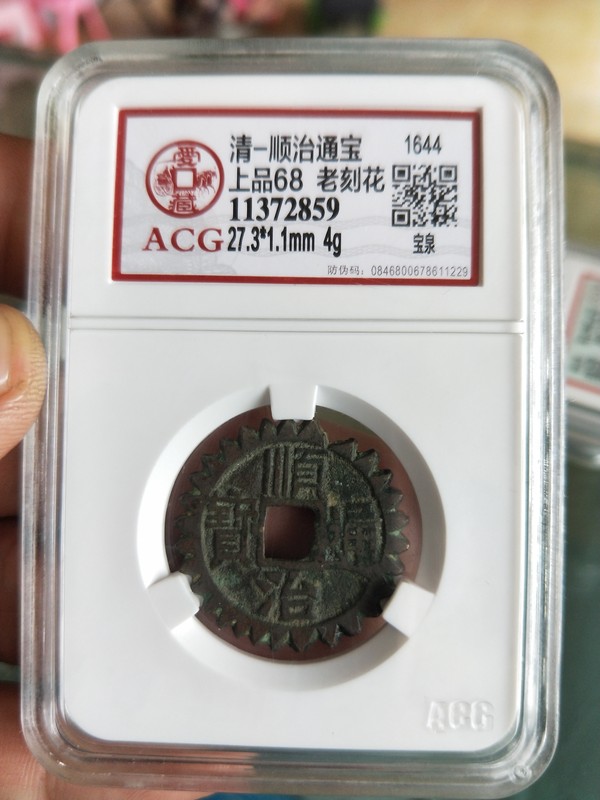 清-顺治通宝 1644
上品68 老刻花
11372859
ACG 27.3*1.1mm 4g
宝泉
防伪码: 0846800678611229
順治通寶
ACG